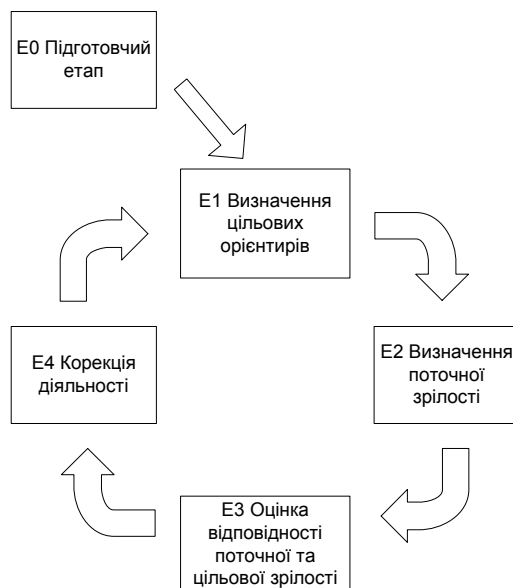 Е0 Підготовчий
етап
Е1 Визначення
цільових
орієнтирів
Е2 Визначення
поточної
зрілості
Е3 Оцінка
відповідності
поточної та
цільової зрілості
Е4 Корекція
діяльності